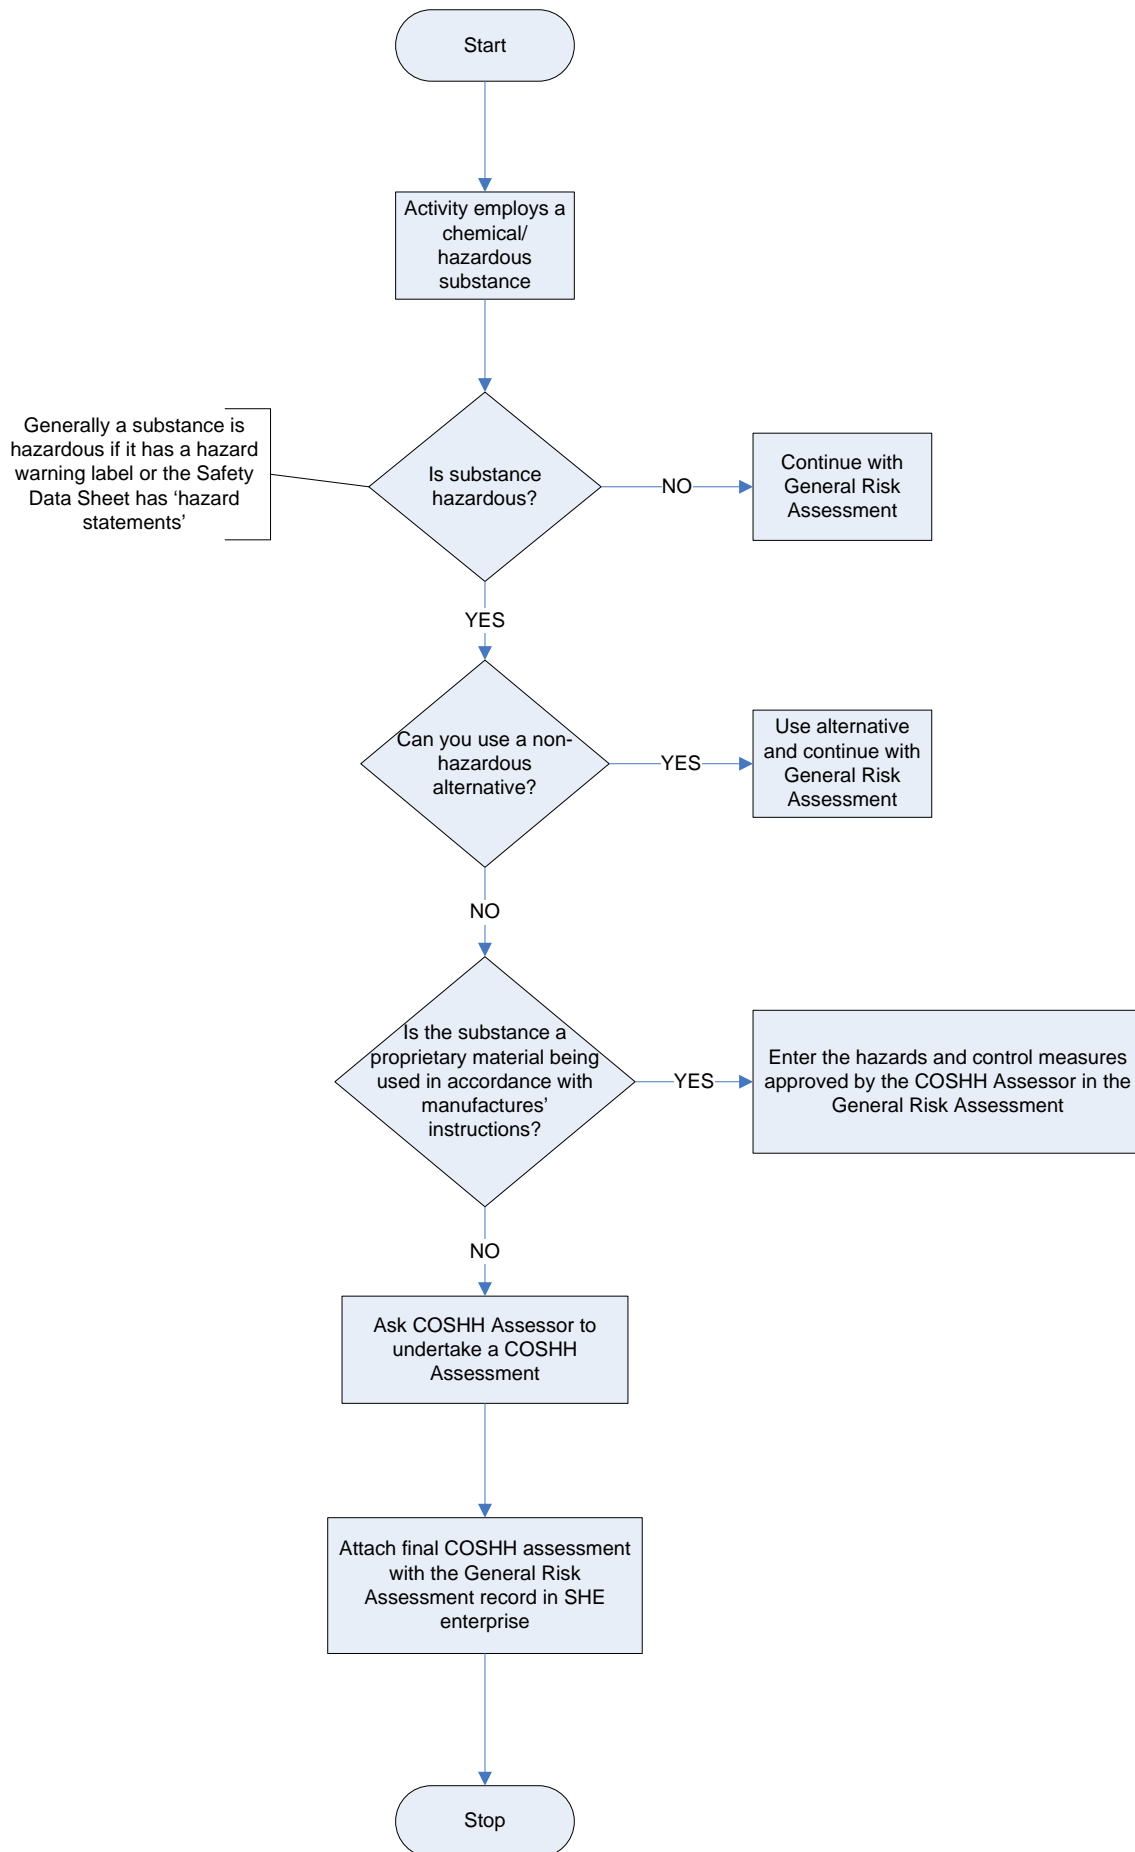 Start
Activity employs a
chemical/
hazardous
substance
Generally a substance is
hazardous if it has a hazard
warning label or the Safety
Data Sheet has ‘hazard
statements’
Is substance
hazardous?
NO
Continue with
General Risk
Assessment
YES
Can you use a non-
hazardous
alternative?
YES
Use alternative
and continue with
General Risk
Assessment
NO
Is the substance a
proprietary material being
used in accordance with
manufactures’
instructions?
YES
Enter the hazards and control measures
approved by the COSHH Assessor in the
General Risk Assessment
NO
Ask COSHH Assessor to
undertake a COSHH
Assessment
Attach final COSHH assessment
with the General Risk
Assessment record in SHE
enterprise
Stop